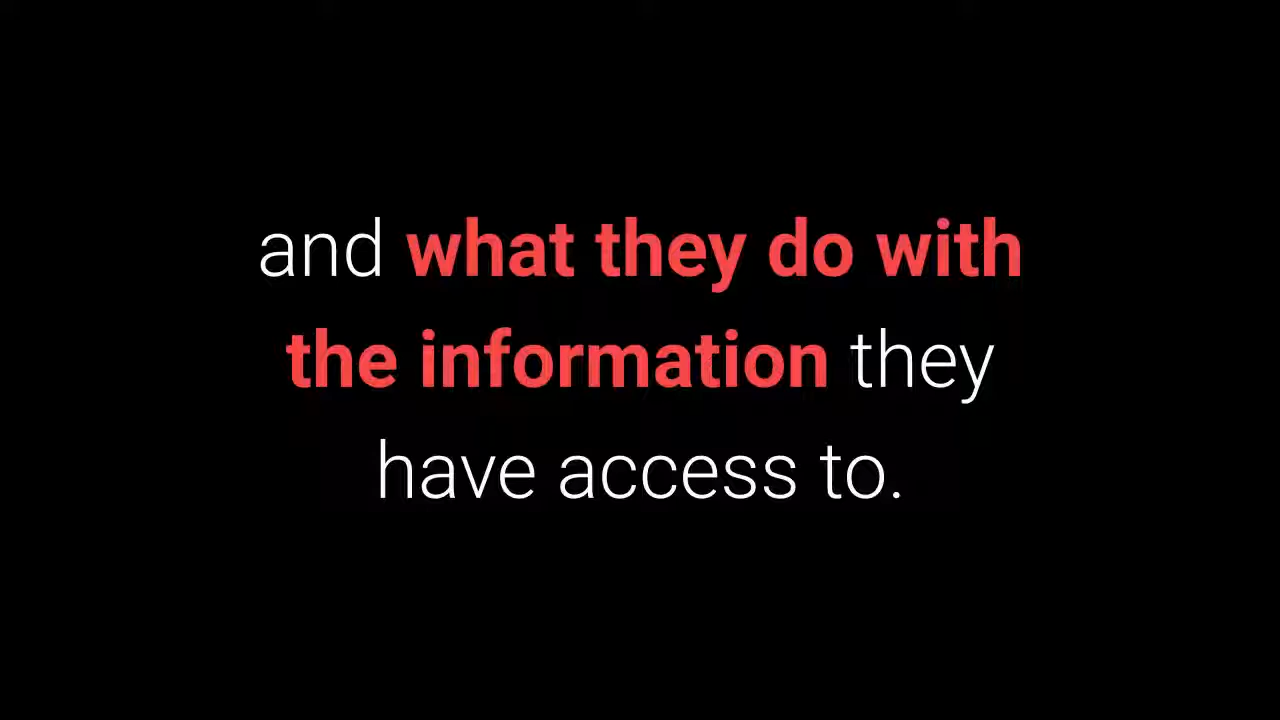 and what they do with
the information they
have access to.